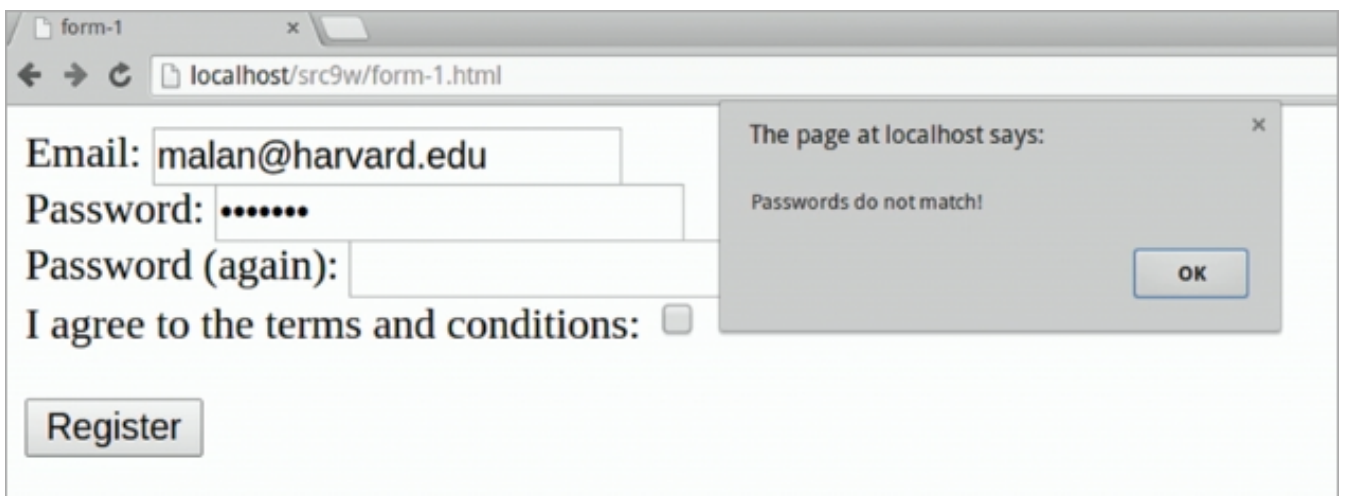 form-1
localhost/src9w/form-1.html
Email: malan@harvard.edu
Password: •••••••
Password (again):
I agree to the terms and conditions:
Register
The page at localhost says:
Passwords do not match!
OK